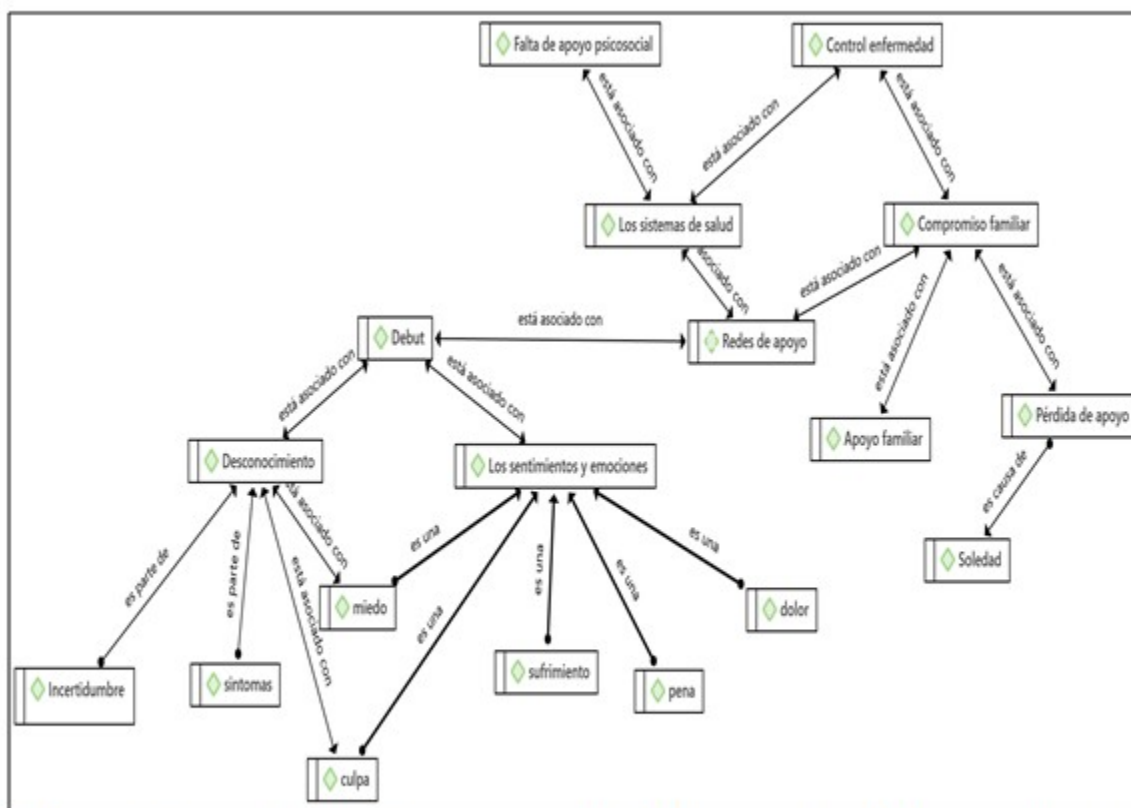 Falta de apoyo psicosocial
Control enfermedad
está asociado con
está asociado con
está asociado con
Los sistemas de salud
Compromiso familiar
asociado con
está asociado con
está asociado con
está asociado con
Debut
está asociado con
Redes de apoyo
está asociado con
está asociado con
Apoyo familiar
Pérdida de apoyo
Desconocimiento
Los sentimientos y emociones
es causa de
está asociado con
es parte de
es parte de
está asociado con
es una
es una
es una
es una
es una
Soledad
miedo
dolor
Incertidumbre
sintomas
sufrimiento
pena
culpa